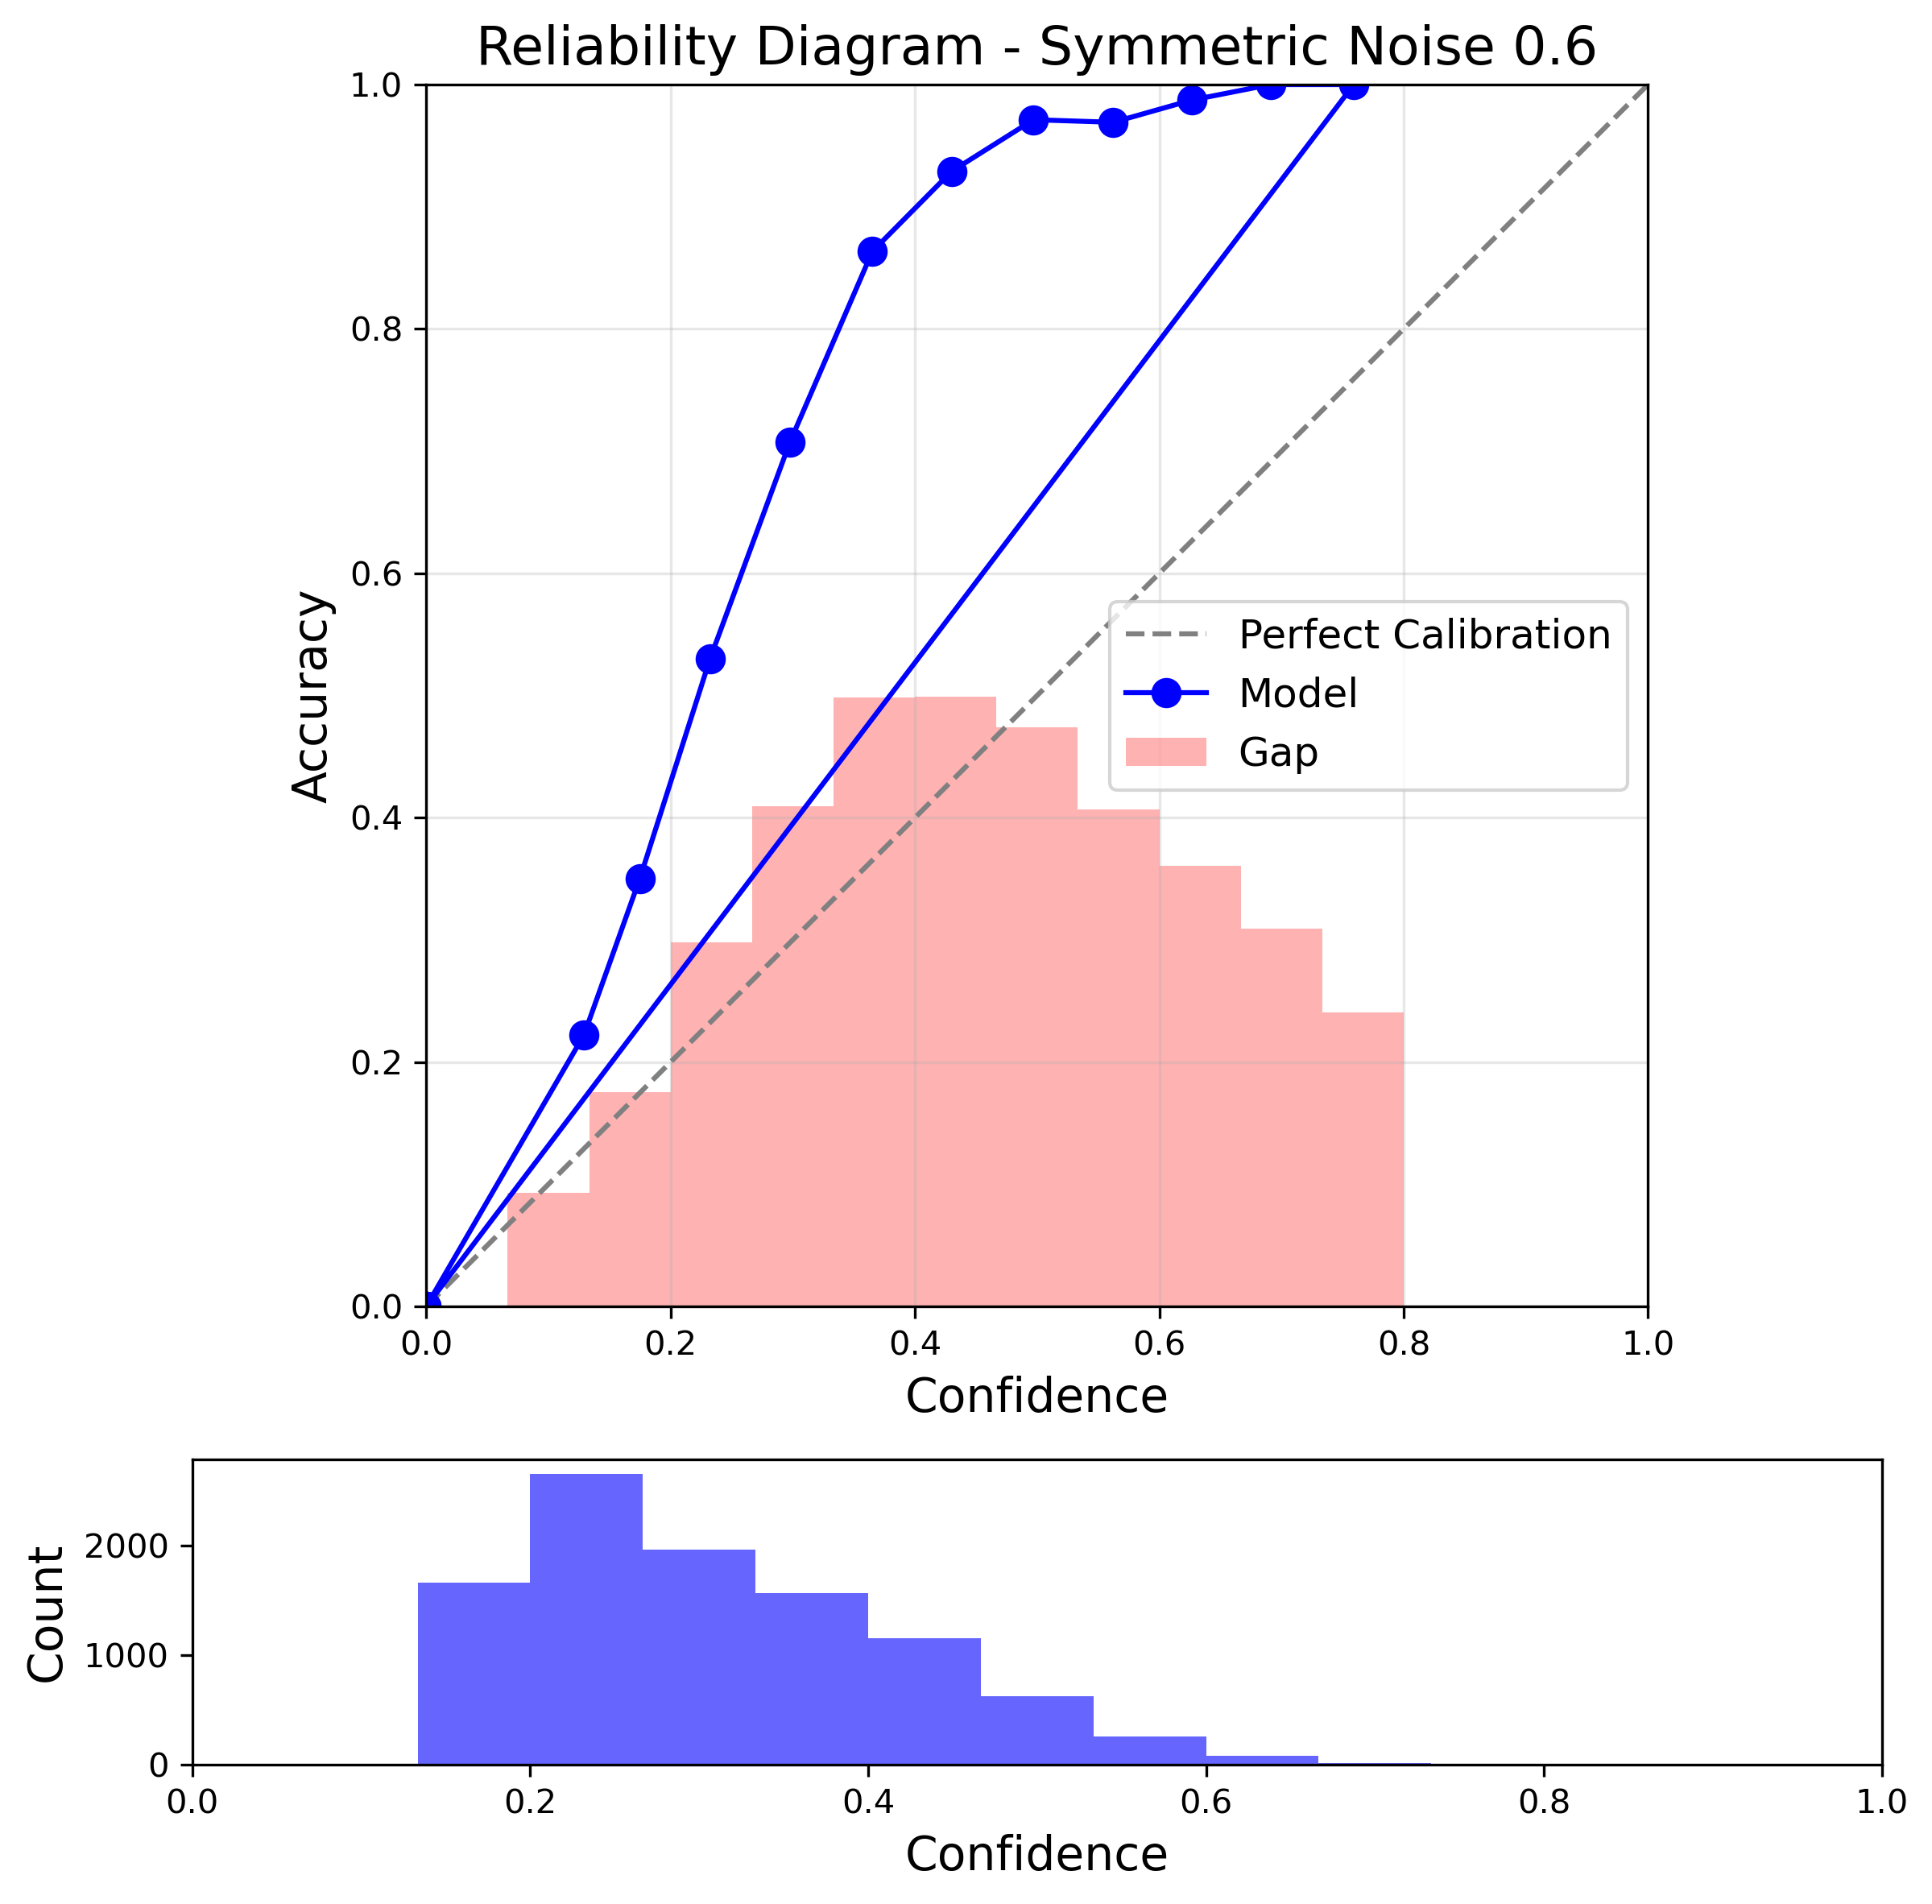 Reliability Diagram - Symmetric Noise 0.6
1.0
0.8
0.6
0.4
0.2
0.0
Accuracy
Perfect Calibration
Model
Gap
0.0 0.2 0.4 0.6 0.8 1.0
Confidence
2000
1000
0
Count
0.0 0.2 0.4 0.6 0.8 1.0
Confidence